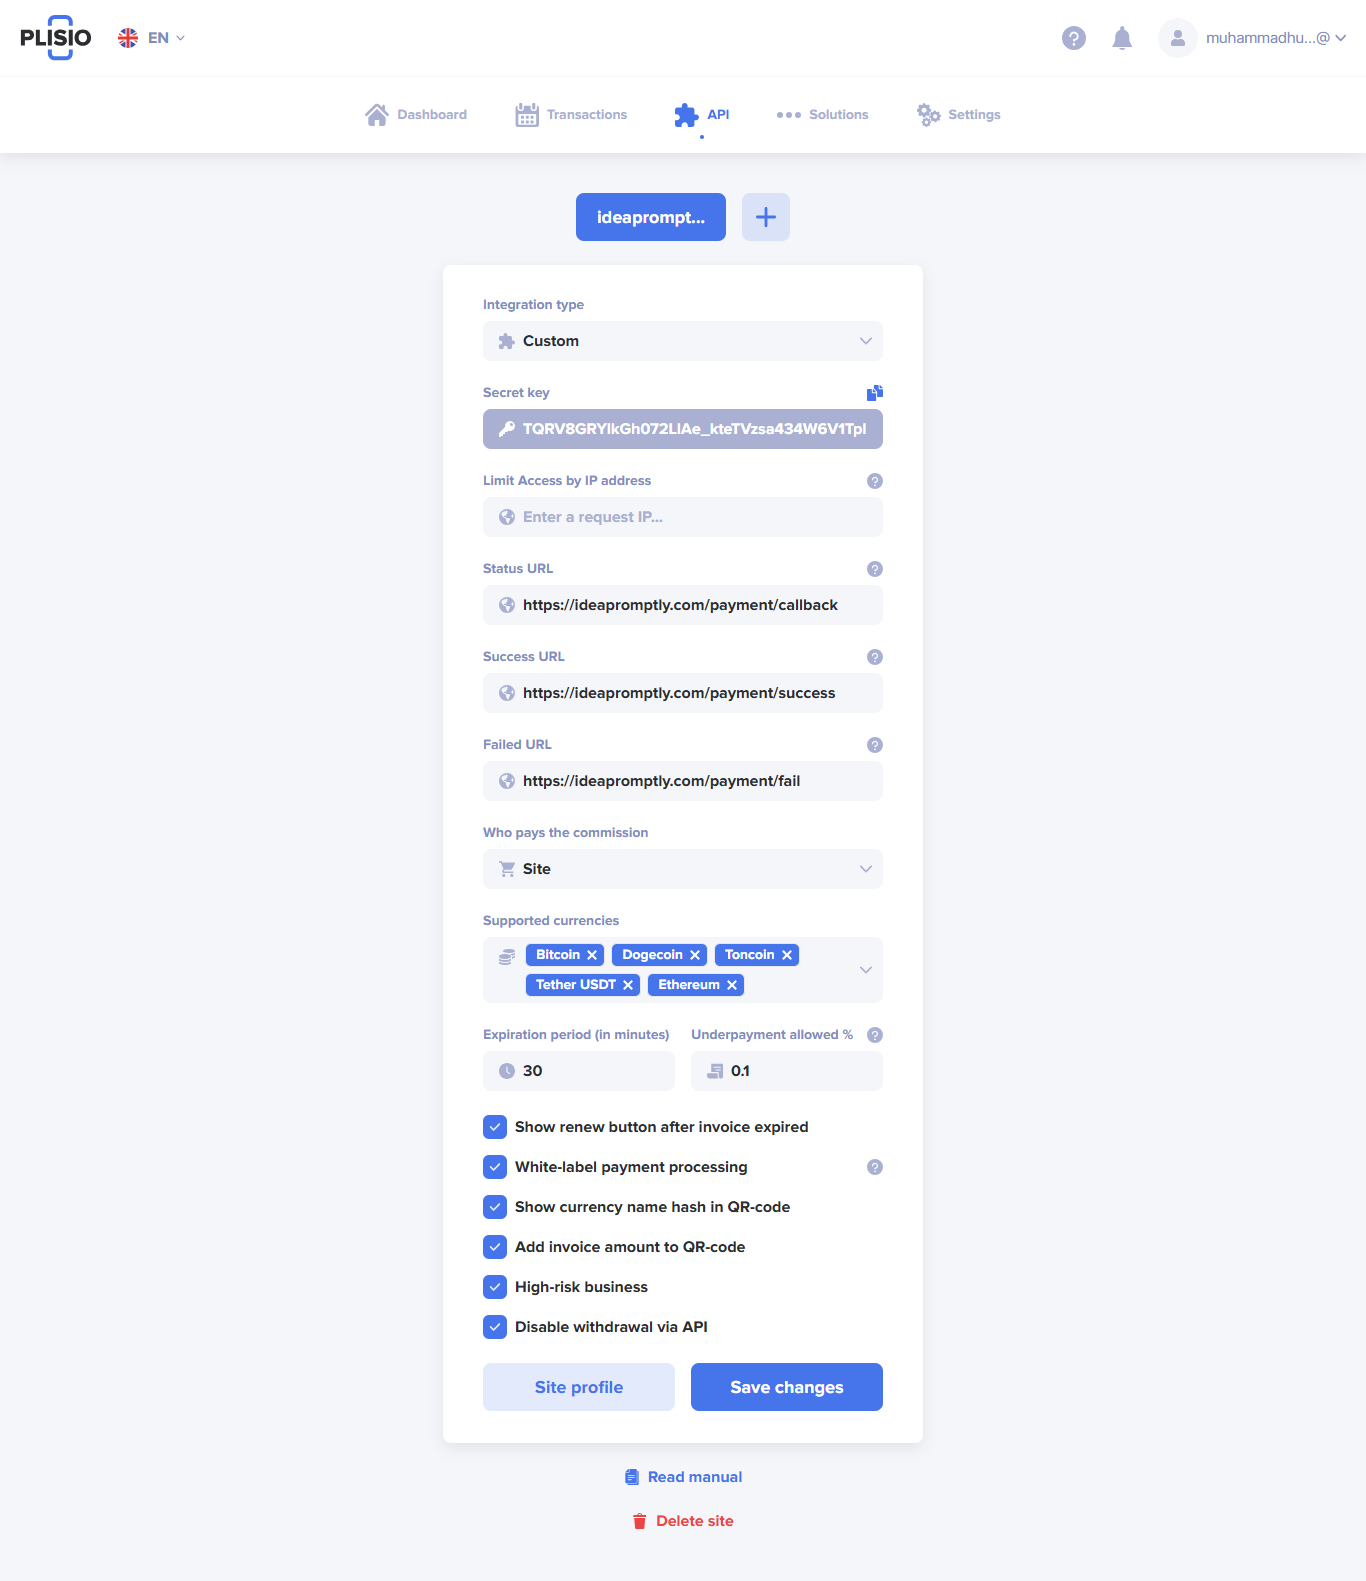 PLISIO EN muhammadhu...@
Dashboard Transactions API Solutions Settings
ideaprompt...
Integration type
Custom
Secret key
TQRV8GRYlkGh072LlAe_kteTVzsa434W6V1Tpl
Limit Access by IP address
Enter a request IP...
Status URL
https://ideapromptly.com/payment/callback
Success URL
https://ideapromptly.com/payment/success
Failed URL
https://ideapromptly.com/payment/fail
Who pays the commission
Site
Supported currencies
Bitcoin Dogecoin Toncoin
Tether USDT Ethereum
Expiration period (in minutes) Underpayment allowed %
30 0.1
Show renew button after invoice expired
White-label payment processing
Show currency name hash in QR-code
Add invoice amount to QR-code
High-risk business
Disable withdrawal via API
Site profile Save changes
Read manual
Delete site